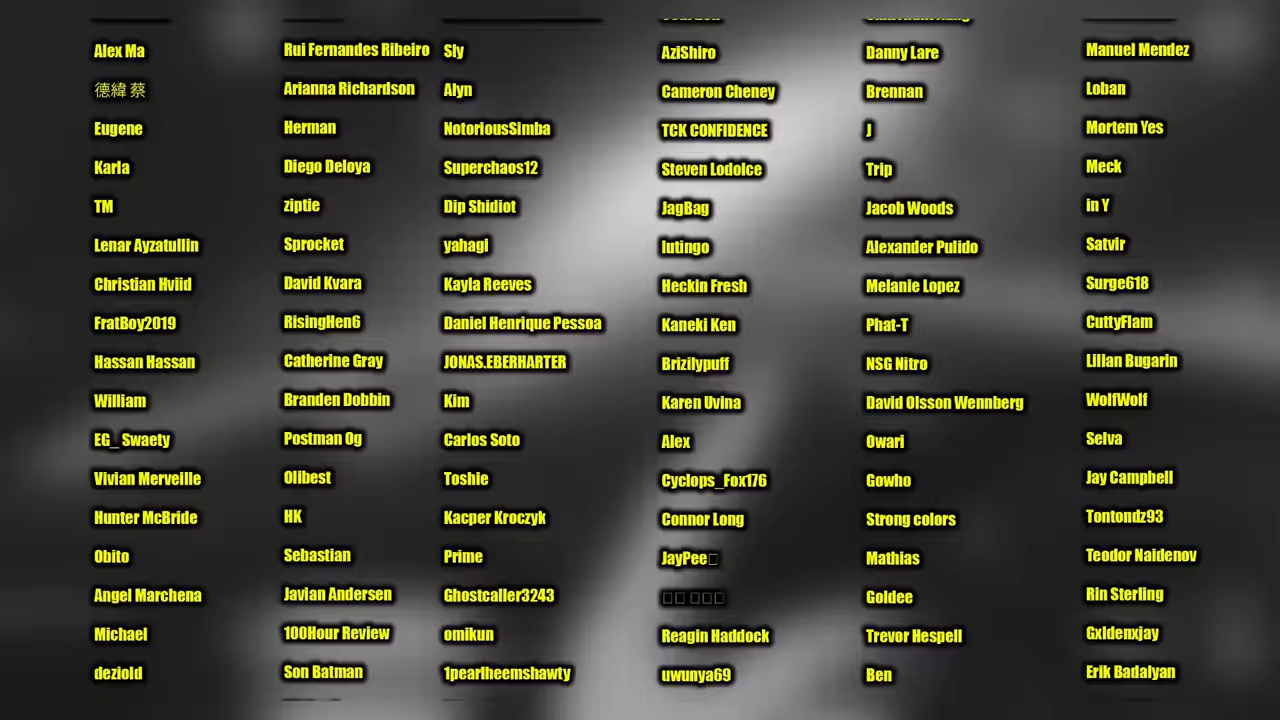 Alex Ma
德緯 蔡
Eugene
Karla
TM
Lenar Ayzatullin
Christian Hviid
FratBoy2019
Hassan Hassan
William
EG_ Swaety
Vivian Merveille
Hunter McBride
Obito
Angel Marchena
Michael
deziold
Rui Fernandes Ribeiro
Arianna Richardson
Herman
Diego Deloya
ziptie
Sprocket
David Kvara
RisingHen6
Catherine Gray
Branden Dobbin
Postman Og
Olibest
HK
Sebastian
Javian Andersen
100Hour Review
Son Batman
Sly
Alyn
NotoriousSimba
Superchaos12
Dip Shidiot
yahagi
Kayla Reeves
Daniel Henrique Pessoa
JONAS.EBERHARTER
Kim
Carlos Soto
Toshie
Kacper Kroczyk
Prime
Ghostcaller3243
omikun
1pearlheemshawty
AziShiro
Cameron Cheney
TCK CONFIDENCE
Steven Lodolce
JagBag
lutingo
Heckin Fresh
Kaneki Ken
Brizilypuff
Karen Uvina
Alex
Cyclops_Fox176
Connor Long
JayPee
Reagin Haddock
uwunya69
Danny Lare
Brennan
J
Trip
Jacob Woods
Alexander Pulido
Melanie Lopez
Phat-T
NSG Nitro
David Olsson Wennberg
Owari
Gowho
Strong colors
Mathias
Goldee
Trevor Hespell
Ben
Manuel Mendez
Loban
Mortem Yes
Meck
in Y
Satvir
Surge618
CuttyFlam
Lilian Bugarin
WolfWolf
Selva
Jay Campbell
Tontondz93
Teodor Naidenov
Rin Sterling
Gxldenxjay
Erik Badalyan